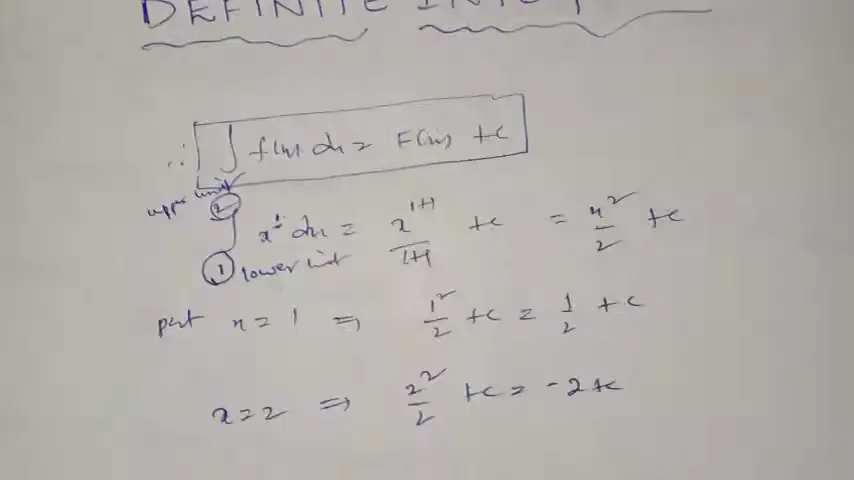 DEFINITE INTEG
∴ ∫ f(x) dx = F(x) + c
upper limit
2
∫ x¹ dx = x^(1+1)/(1+1) + c = x²/2 + c
1 lower limit
put x = 1 ⇒ 1²/2 + c = 1/2 + c
x = 2 ⇒ 2²/2 + c = -2 + c